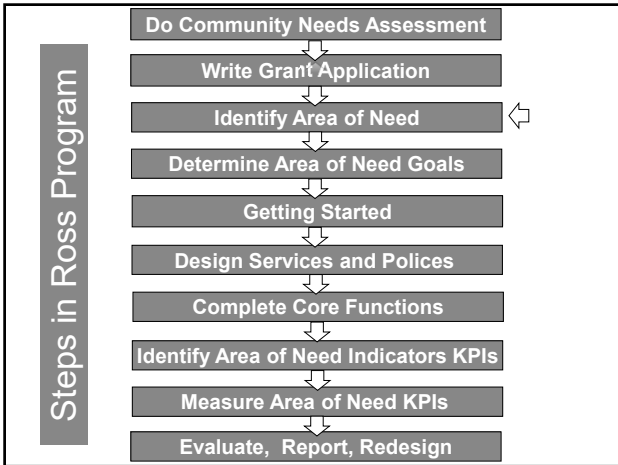 Steps in Ross Program
Do Community Needs Assessment
Write Grant Application
Identify Area of Need
Determine Area of Need Goals
Getting Started
Design Services and Polices
Complete Core Functions
Identify Area of Need Indicators KPIs
Measure Area of Need KPIs
Evaluate, Report, Redesign